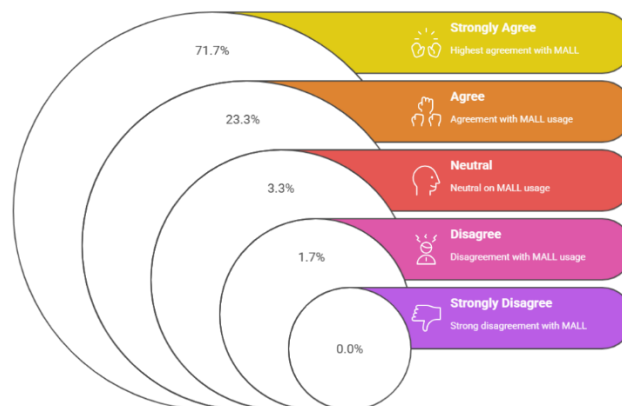 Strongly Agree
71.7%
Highest agreement with MALL
Agree
23.3%
Agreement with MALL usage
Neutral
3.3%
Neutral on MALL usage
Disagree
1.7%
Disagreement with MALL usage
Strongly Disagree
0.0%
Strong disagreement with MALL